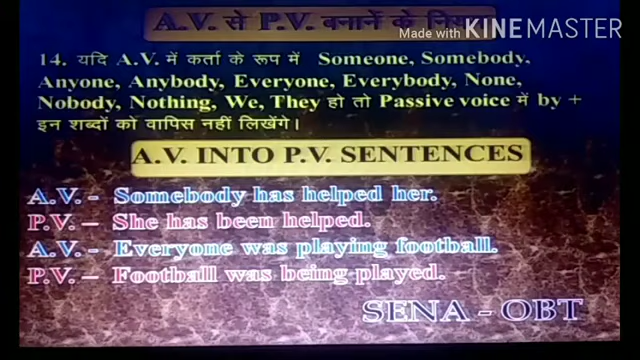 A.V. से P.V. बनानें के
Made with KINEMASTER
14. यदि A.V. में कर्ता के रूप में Someone, Somebody,
Anyone, Anybody, Everyone, Everybody, None,
Nobody, Nothing, We, They हो तो Passive voice में by +
इन शब्दों को वापिस नहीं लिखेंगे।
A.V. INTO P.V. SENTENCES
A.V. - Somebody has helped her.
P.V. – She has been helped.
A.V. - Everyone was playing football.
P.V. – Football was being played.
SENA - OBT